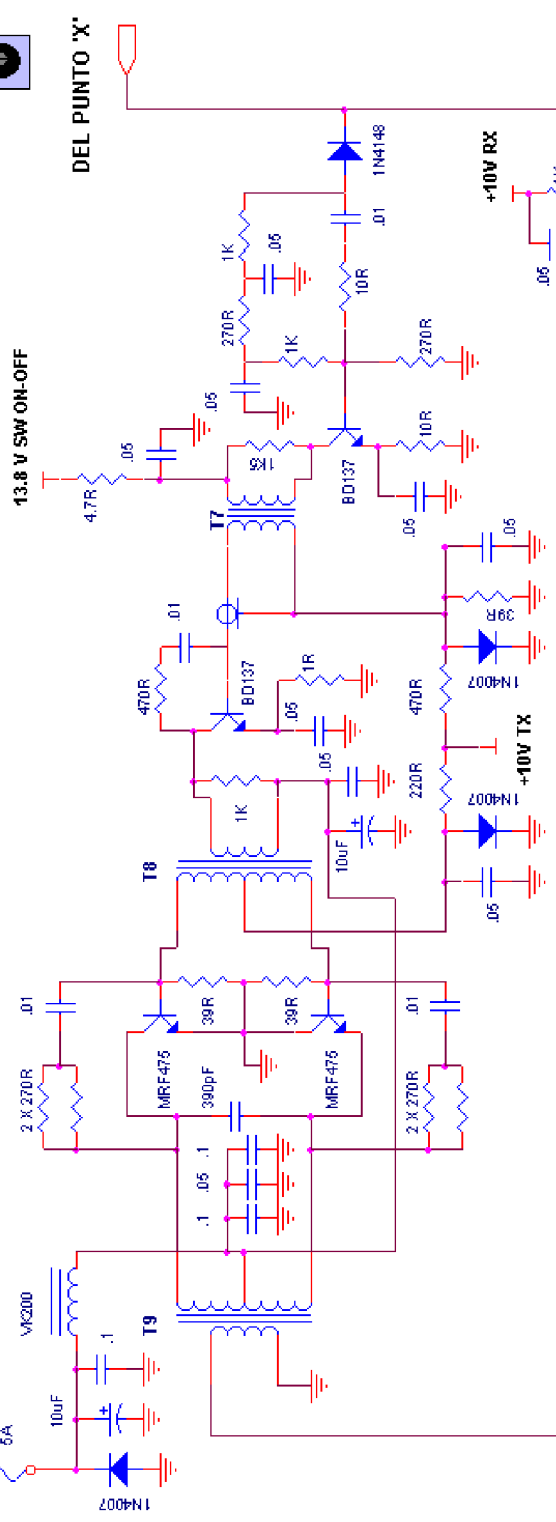 DEL PUNTO 'X'
1N4148
+10V RX
1K
.05
.01
270R
10R
1K
.05
270R
13.8 V SW ON-OFF
.05
4.7R
1K5
BD137
10R
.05
T7
.05
.01
39R
1N4007
470R
BD137
1R
470R
.05
+10V TX
.05
220R
1K
1N4007
10uF
T8
.05
.01
39R
39R
.01
MRF475
390pF
MRF475
2 X 270R
2 X 270R
.1
.05
.1
VK200
T9
.1
10uF
5A
1N4007
.05